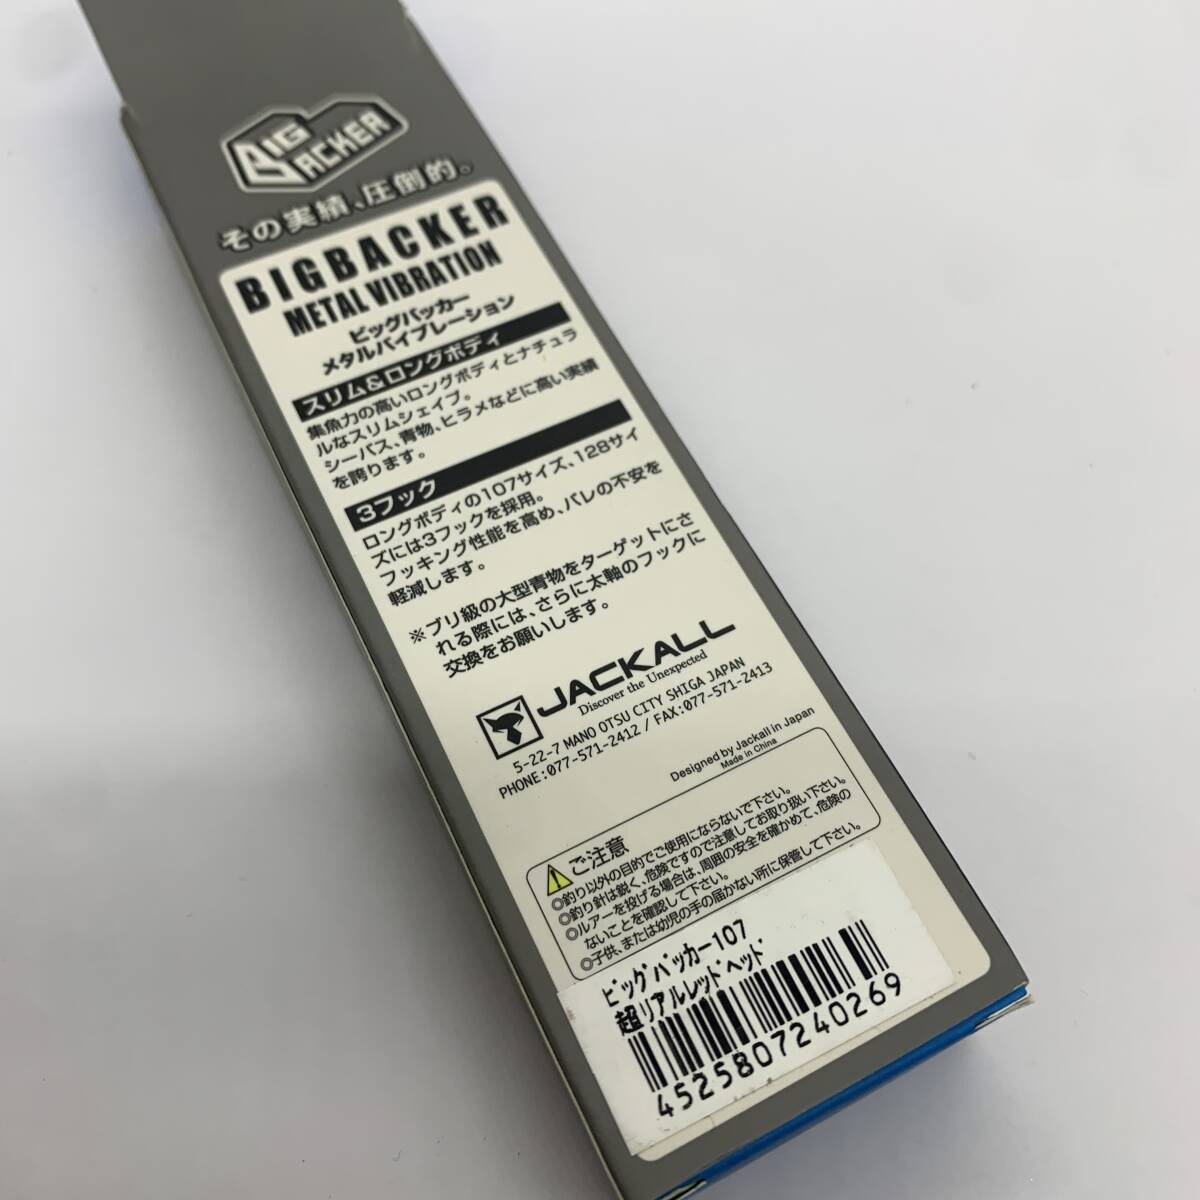 BIG
BACKER
その実績、圧倒的。
BIGBACKER
METAL VIBRATION
ビッグバッカー
メタルバイブレーション
スリム&ロングボディ
集魚力の高いロングボディとナチュラ
ルなスリムシェイプ。
シーバス、青物、ヒラメなどに高い実績
を誇ります。
3フック
ロングボディの107サイズ、128サイ
ズには3フックを採用。
フッキング性能を高め、バレの不安を
軽減します。
※ブリ級の大型青物をターゲットにさ
れる際には、さらに太軸のフックに
交換をお願いします。
JACKALL
Discover the Unexpected
5-22-7 MANO OTSU CITY SHIGA JAPAN
PHONE:077-571-2412 / FAX:077-571-2413
Designed by Jackall in Japan
Made in China
ご注意
◎釣り以外の目的でご使用にならないで下さい。
◎釣り針は鋭く、危険ですので注意してお取り扱い下さい。
◎ルアーを投げる場合は、周囲の安全を確かめて、危険の
ないことを確認して下さい。
◎子供、または幼児の手の届かない所に保管して下さい。
ビッグバッカー107
超リアルレッドヘッド
4525807240269